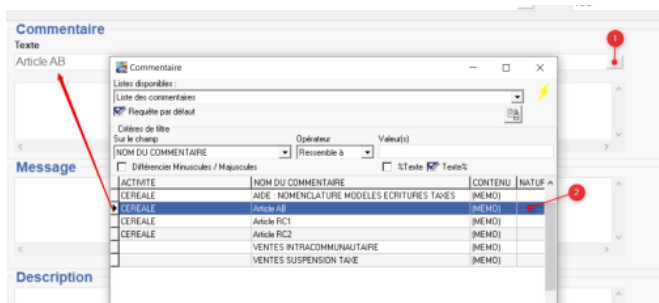 Commentaire
Texte
Article AB
1
Commentaire
Listes disponibles :
Liste des commentaires
Requête par défaut
Critères de filtre
Sur le champ Opérateur Valeur(s)
NOM DU COMMENTAIRE Ressemble à
Différencier Minuscules / Majuscules %Texte Texte%
Message
ACTIVITE NOM DU COMMENTAIRE CONTENU NATUF
CEREALE AIDE : NOMENCLATURE MODELES ECRITURES TAXES (MEMO)
CEREALE Article AB (MEMO)
2
CEREALE Article RC1 (MEMO)
CEREALE Article RC2 (MEMO)
VENTES INTRACOMMUNAUTAIRE (MEMO)
VENTES SUSPENSION TAXE (MEMO)
Description